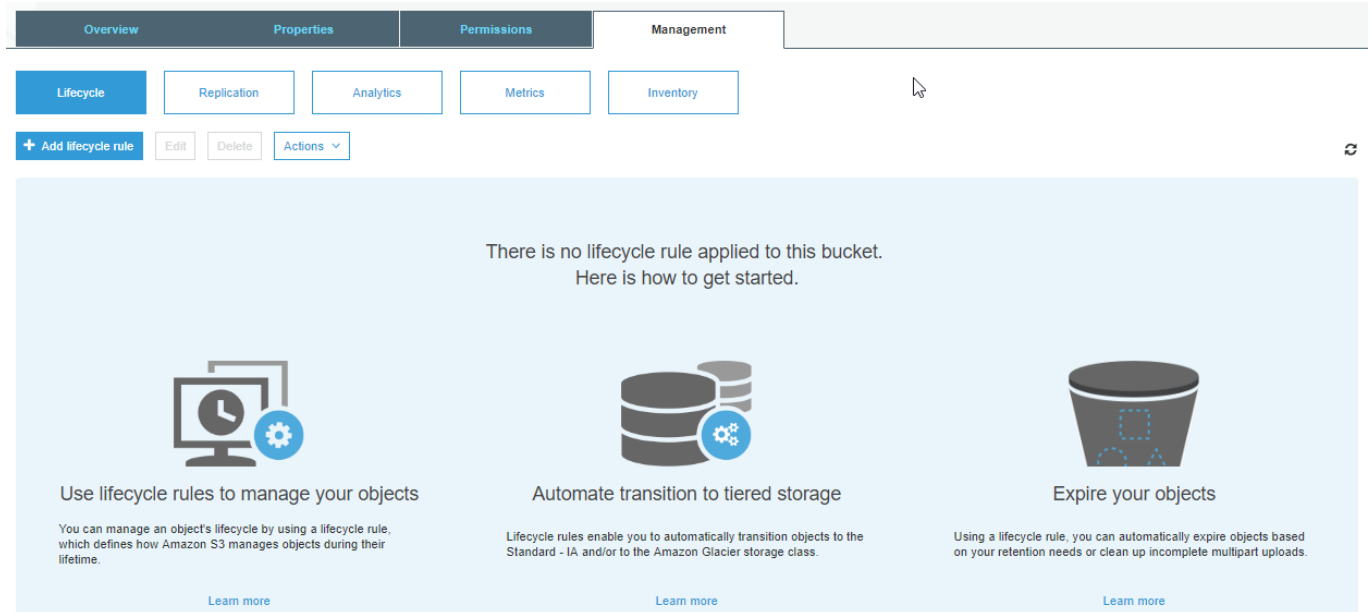 Overview Properties Permissions Management
Lifecycle Replication Analytics Metrics Inventory
+ Add lifecycle rule Edit Delete Actions
There is no lifecycle rule applied to this bucket.
Here is how to get started.
Use lifecycle rules to manage your objects
You can manage an object's lifecycle by using a lifecycle rule,
which defines how Amazon S3 manages objects during their
lifetime.
Learn more
Automate transition to tiered storage
Lifecycle rules enable you to automatically transition objects to the
Standard - IA and/or to the Amazon Glacier storage class.
Learn more
Expire your objects
Using a lifecycle rule, you can automatically expire objects based
on your retention needs or clean up incomplete multipart uploads.
Learn more